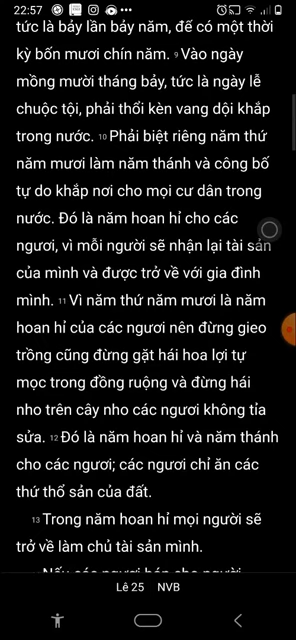 22:57
tức là bảy lần bảy năm, để có một thời
kỳ bốn mươi chín năm. 9 Vào ngày
mồng mười tháng bảy, tức là ngày lễ
chuộc tội, phải thổi kèn vang dội khắp
trong nước. 10 Phải biệt riêng năm thứ
năm mươi làm năm thánh và công bố
tự do khắp nơi cho mọi cư dân trong
nước. Đó là năm hoan hỉ cho các
ngươi, vì mỗi người sẽ nhận lại tài sản
của mình và được trở về với gia đình
mình. 11 Vì năm thứ năm mươi là năm
hoan hỉ của các ngươi nên đừng gieo
trồng cũng đừng gặt hái hoa lợi tự
mọc trong đồng ruộng và đừng hái
nho trên cây nho các ngươi không tỉa
sửa. 12 Đó là năm hoan hỉ và năm thánh
cho các ngươi; các ngươi chỉ ăn các
thứ thổ sản của đất.
13 Trong năm hoan hỉ mọi người sẽ
trở về làm chủ tài sản mình.
Lê 25 NVB